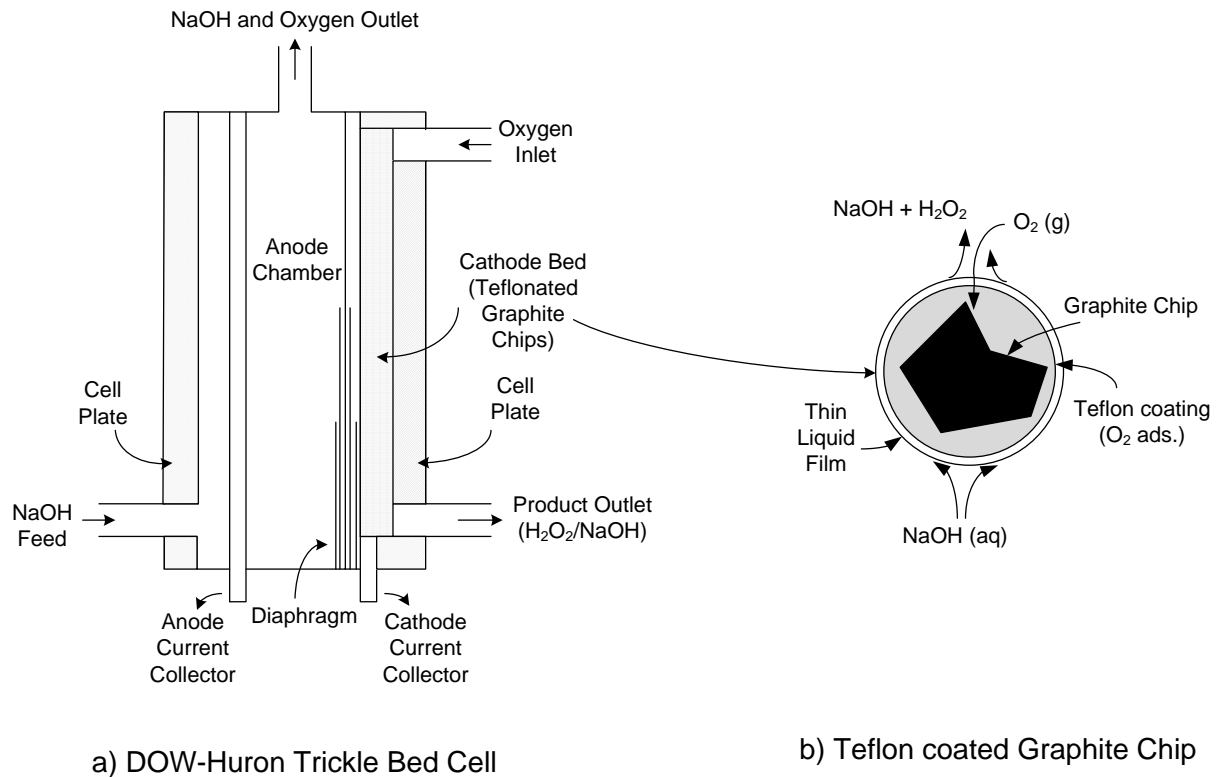 NaOH and Oxygen Outlet
Oxygen
Inlet
Anode
Chamber
Cathode Bed
(Teflonated
Graphite
Chips)
Cell
Plate
Cell
Plate
NaOH
Feed
Product Outlet
(H₂O₂/NaOH)
Diaphragm
Anode
Current
Collector
Cathode
Current
Collector
a) DOW-Huron Trickle Bed Cell
NaOH + H₂O₂
O₂ (g)
Graphite Chip
Teflon coating
(O₂ ads.)
Thin
Liquid
Film
NaOH (aq)
b) Teflon coated Graphite Chip